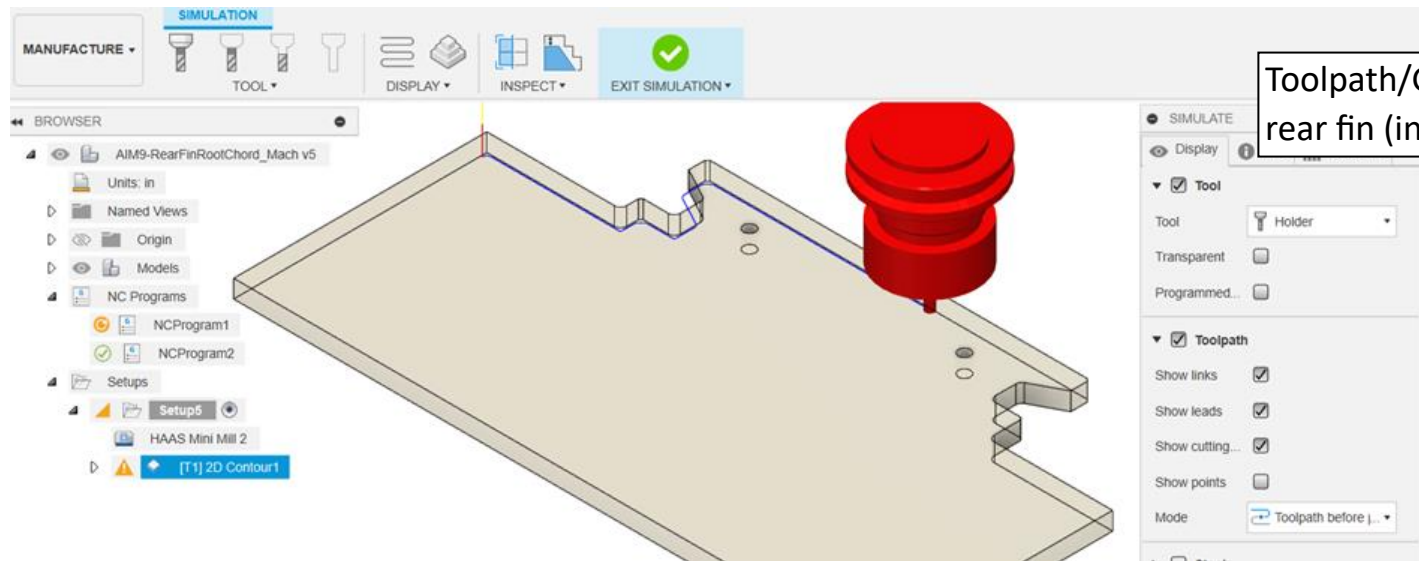 SIMULATION
MANUFACTURE
TOOL
DISPLAY
INSPECT
EXIT SIMULATION
Toolpath/
rear fin (in
BROWSER
AIM9-RearFinRootChord_Mach v5
Units: in
Named Views
Origin
Models
NC Programs
NCProgram1
NCProgram2
Setups
Setup5
HAAS Mini Mill 2
[T1] 2D Contour1
SIMULATE
Display
Tool
Tool Holder
Transparent
Programmed...
Toolpath
Show links
Show leads
Show cutting...
Show points
Mode Toolpath before